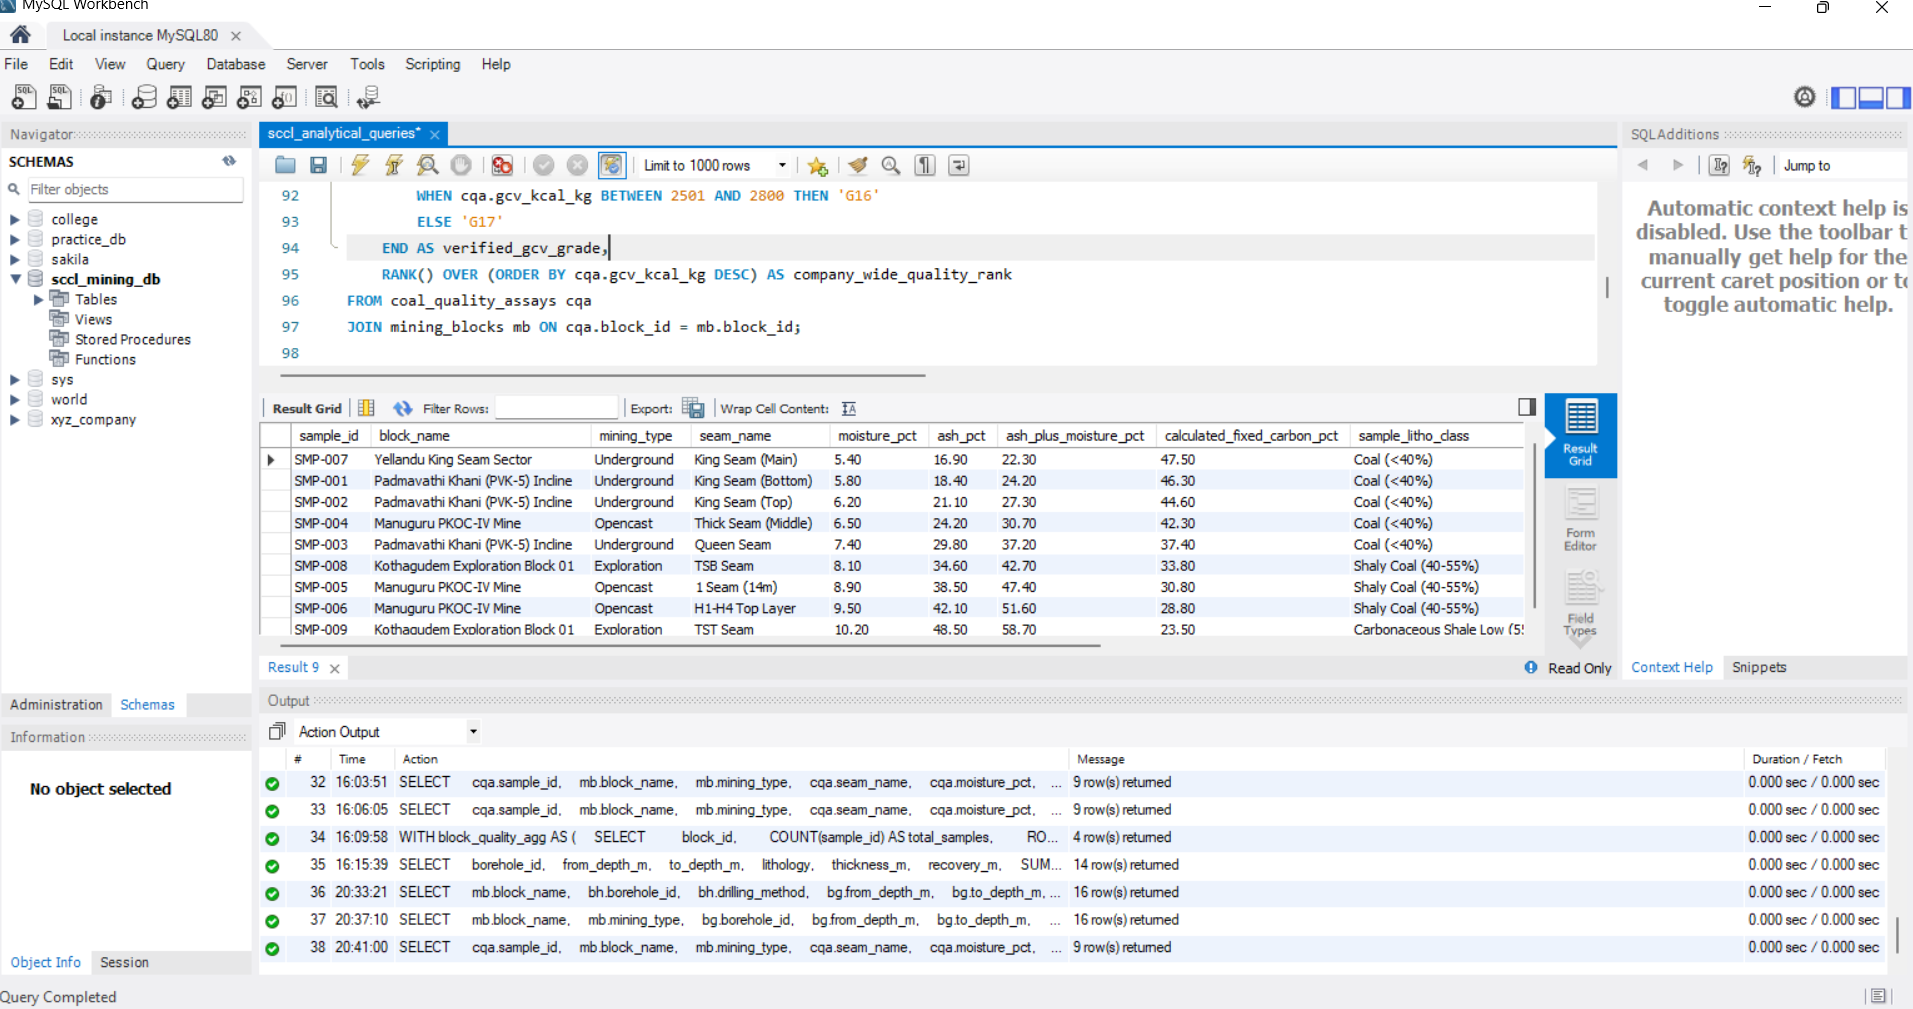 MySQL Workbench
Local instance MySQL80
File Edit View Query Database Server Tools Scripting Help
Navigator
SCHEMAS
Filter objects
college
practice_db
sakila
sccl_mining_db
Tables
Views
Stored Procedures
Functions
sys
world
xyz_company
Administration Schemas
Information
No object selected
Object Info Session
Query Completed
sccl_analytical_queries*
Limit to 1000 rows
92 WHEN cqa.gcv_kcal_kg BETWEEN 2501 AND 2800 THEN 'G16'
93 ELSE 'G17'
94 END AS verified_gcv_grade,
95 RANK() OVER (ORDER BY cqa.gcv_kcal_kg DESC) AS company_wide_quality_rank
96 FROM coal_quality_assays cqa
97 JOIN mining_blocks mb ON cqa.block_id = mb.block_id;
98
Result Grid Filter Rows: Export: Wrap Cell Content:
sample_id block_name mining_type seam_name moisture_pct ash_pct ash_plus_moisture_pct calculated_fixed_carbon_pct sample_litho_class
SMP-007 Yellandu King Seam Sector Underground King Seam (Main) 5.40 16.90 22.30 47.50 Coal (<40%)
SMP-001 Padmavathi Khani (PVK-5) Incline Underground King Seam (Bottom) 5.80 18.40 24.20 46.30 Coal (<40%)
SMP-002 Padmavathi Khani (PVK-5) Incline Underground King Seam (Top) 6.20 21.10 27.30 44.60 Coal (<40%)
SMP-004 Manuguru PKOC-IV Mine Opencast Thick Seam (Middle) 6.50 24.20 30.70 42.30 Coal (<40%)
SMP-003 Padmavathi Khani (PVK-5) Incline Underground Queen Seam 7.40 29.80 37.20 37.40 Coal (<40%)
SMP-008 Kothagudem Exploration Block 01 Exploration TSB Seam 8.10 34.60 42.70 33.80 Shaly Coal (40-55%)
SMP-005 Manuguru PKOC-IV Mine Opencast 1 Seam (14m) 8.90 38.50 47.40 30.80 Shaly Coal (40-55%)
SMP-006 Manuguru PKOC-IV Mine Opencast H1-H4 Top Layer 9.50 42.10 51.60 28.80 Shaly Coal (40-55%)
SMP-009 Kothagudem Exploration Block 01 Exploration TST Seam 10.20 48.50 58.70 23.50 Carbonaceous Shale Low (5
Result Grid
Form Editor
Field Types
Result 9
Read Only
SQLAdditions
Jump to
Automatic context help is
disabled. Use the toolbar t
manually get help for the
current caret position or to
toggle automatic help.
Context Help Snippets
Output
Action Output
# Time Action Message Duration / Fetch
32 16:03:51 SELECT cqa.sample_id, mb.block_name, mb.mining_type, cqa.seam_name, cqa.moisture_pct, ... 9 row(s) returned 0.000 sec / 0.000 sec
33 16:06:05 SELECT cqa.sample_id, mb.block_name, mb.mining_type, cqa.seam_name, cqa.moisture_pct, ... 9 row(s) returned 0.000 sec / 0.000 sec
34 16:09:58 WITH block_quality_agg AS ( SELECT block_id, COUNT(sample_id) AS total_samples, RO... 4 row(s) returned 0.000 sec / 0.000 sec
35 16:15:39 SELECT borehole_id, from_depth_m, to_depth_m, lithology, thickness_m, recovery_m, SUM... 14 row(s) returned 0.000 sec / 0.000 sec
36 20:33:21 SELECT mb.block_name, bh.borehole_id, bh.drilling_method, bg.from_depth_m, bg.to_depth_m, ... 16 row(s) returned 0.000 sec / 0.000 sec
37 20:37:10 SELECT mb.block_name, mb.mining_type, bg.borehole_id, bg.from_depth_m, bg.to_depth_m, ... 16 row(s) returned 0.000 sec / 0.000 sec
38 20:41:00 SELECT cqa.sample_id, mb.block_name, mb.mining_type, cqa.seam_name, cqa.moisture_pct, ... 9 row(s) returned 0.000 sec / 0.000 sec